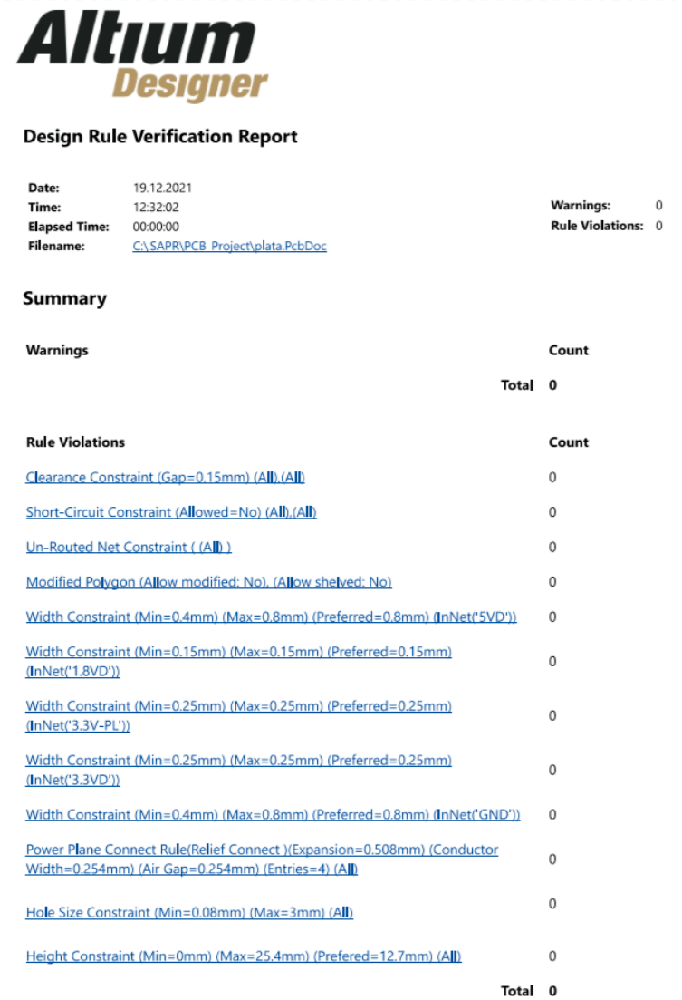 Altium
Designer
Design Rule Verification Report
Date: 19.12.2021
Time: 12:32:02
Elapsed Time: 00:00:00
Filename: C:\SAPR\PCB_Project\plata.PcbDoc
Warnings: 0
Rule Violations: 0
Summary
Warnings Count
Total 0
Rule Violations Count
Clearance Constraint (Gap=0.15mm) (All),(All) 0
Short-Circuit Constraint (Allowed=No) (All),(All) 0
Un-Routed Net Constraint ( (All) ) 0
Modified Polygon (Allow modified: No), (Allow shelved: No) 0
Width Constraint (Min=0.4mm) (Max=0.8mm) (Preferred=0.8mm) (InNet('5VD')) 0
Width Constraint (Min=0.15mm) (Max=0.15mm) (Preferred=0.15mm)
(InNet('1.8VD')) 0
Width Constraint (Min=0.25mm) (Max=0.25mm) (Preferred=0.25mm)
(InNet('3.3V-PL')) 0
Width Constraint (Min=0.25mm) (Max=0.25mm) (Preferred=0.25mm)
(InNet('3.3VD')) 0
Width Constraint (Min=0.4mm) (Max=0.8mm) (Preferred=0.8mm) (InNet('GND')) 0
Power Plane Connect Rule(Relief Connect )(Expansion=0.508mm) (Conductor
Width=0.254mm) (Air Gap=0.254mm) (Entries=4) (All) 0
Hole Size Constraint (Min=0.08mm) (Max=3mm) (All) 0
Height Constraint (Min=0mm) (Max=25.4mm) (Prefered=12.7mm) (All) 0
Total 0